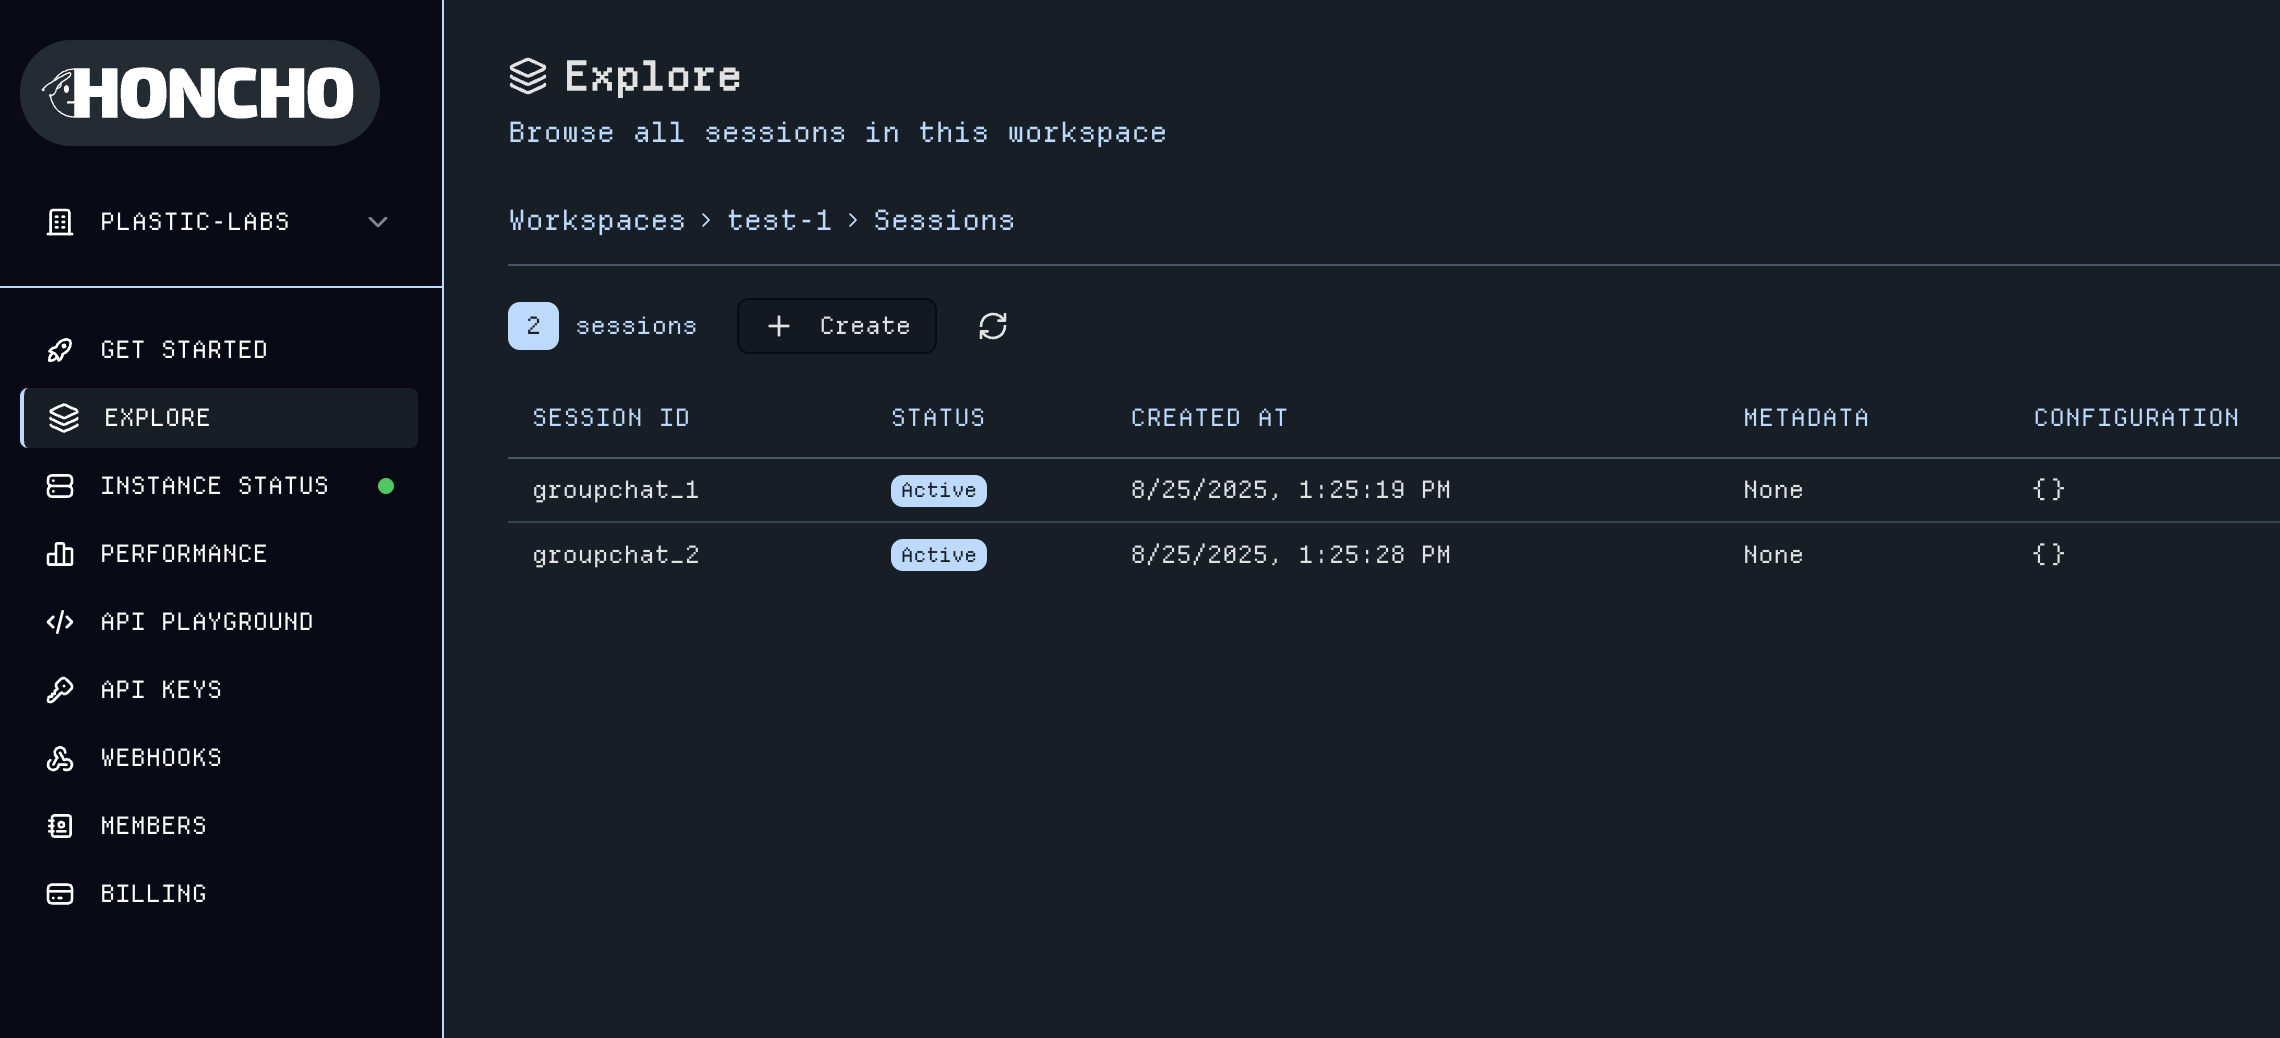 HONCHO
PLASTIC-LABS
GET STARTED
EXPLORE
INSTANCE STATUS
PERFORMANCE
API PLAYGROUND
API KEYS
WEBHOOKS
MEMBERS
BILLING
Explore
Browse all sessions in this workspace
Workspaces > test-1 > Sessions
2 sessions + Create
SESSION ID STATUS CREATED AT METADATA CONFIGURATION
groupchat_1 Active 8/25/2025, 1:25:19 PM None {}
groupchat_2 Active 8/25/2025, 1:25:28 PM None {}